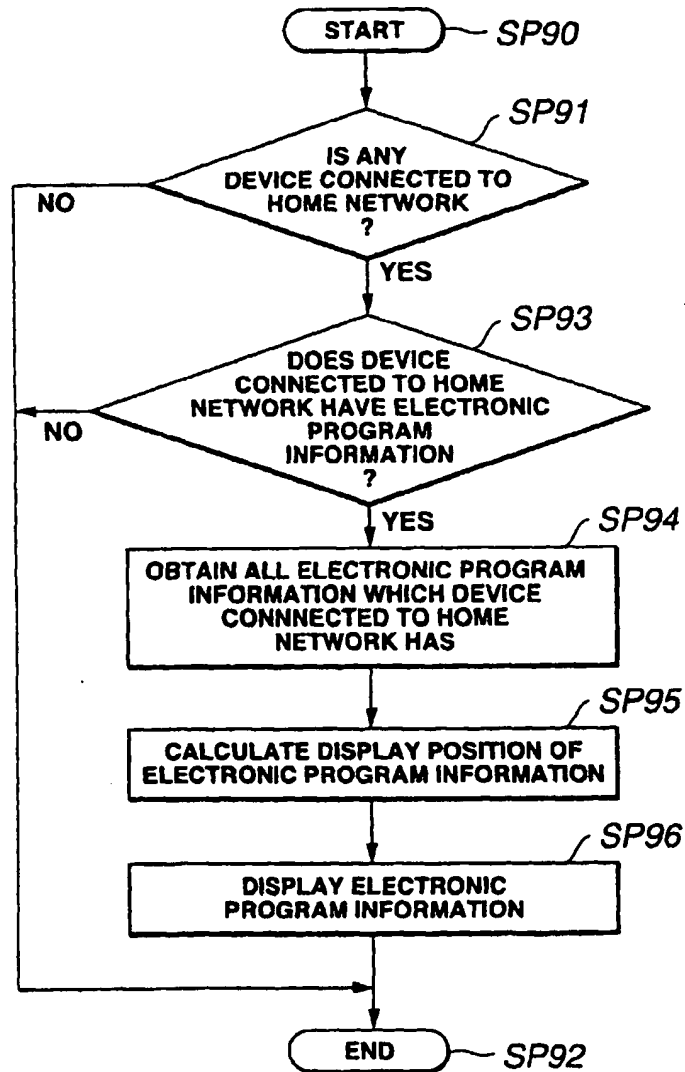 START
SP90
SP91
IS ANY
DEVICE CONNECTED TO
HOME NETWORK
?
NO
YES
SP93
DOES DEVICE
CONNECTED TO HOME
NETWORK HAVE ELECTRONIC
PROGRAM
INFORMATION
?
NO
YES
SP94
OBTAIN ALL ELECTRONIC PROGRAM
INFORMATION WHICH DEVICE
CONNNECTED TO HOME
NETWORK HAS
SP95
CALCULATE DISPLAY POSITION OF
ELECTRONIC PROGRAM INFORMATION
SP96
DISPLAY ELECTRONIC
PROGRAM INFORMATION
END
SP92